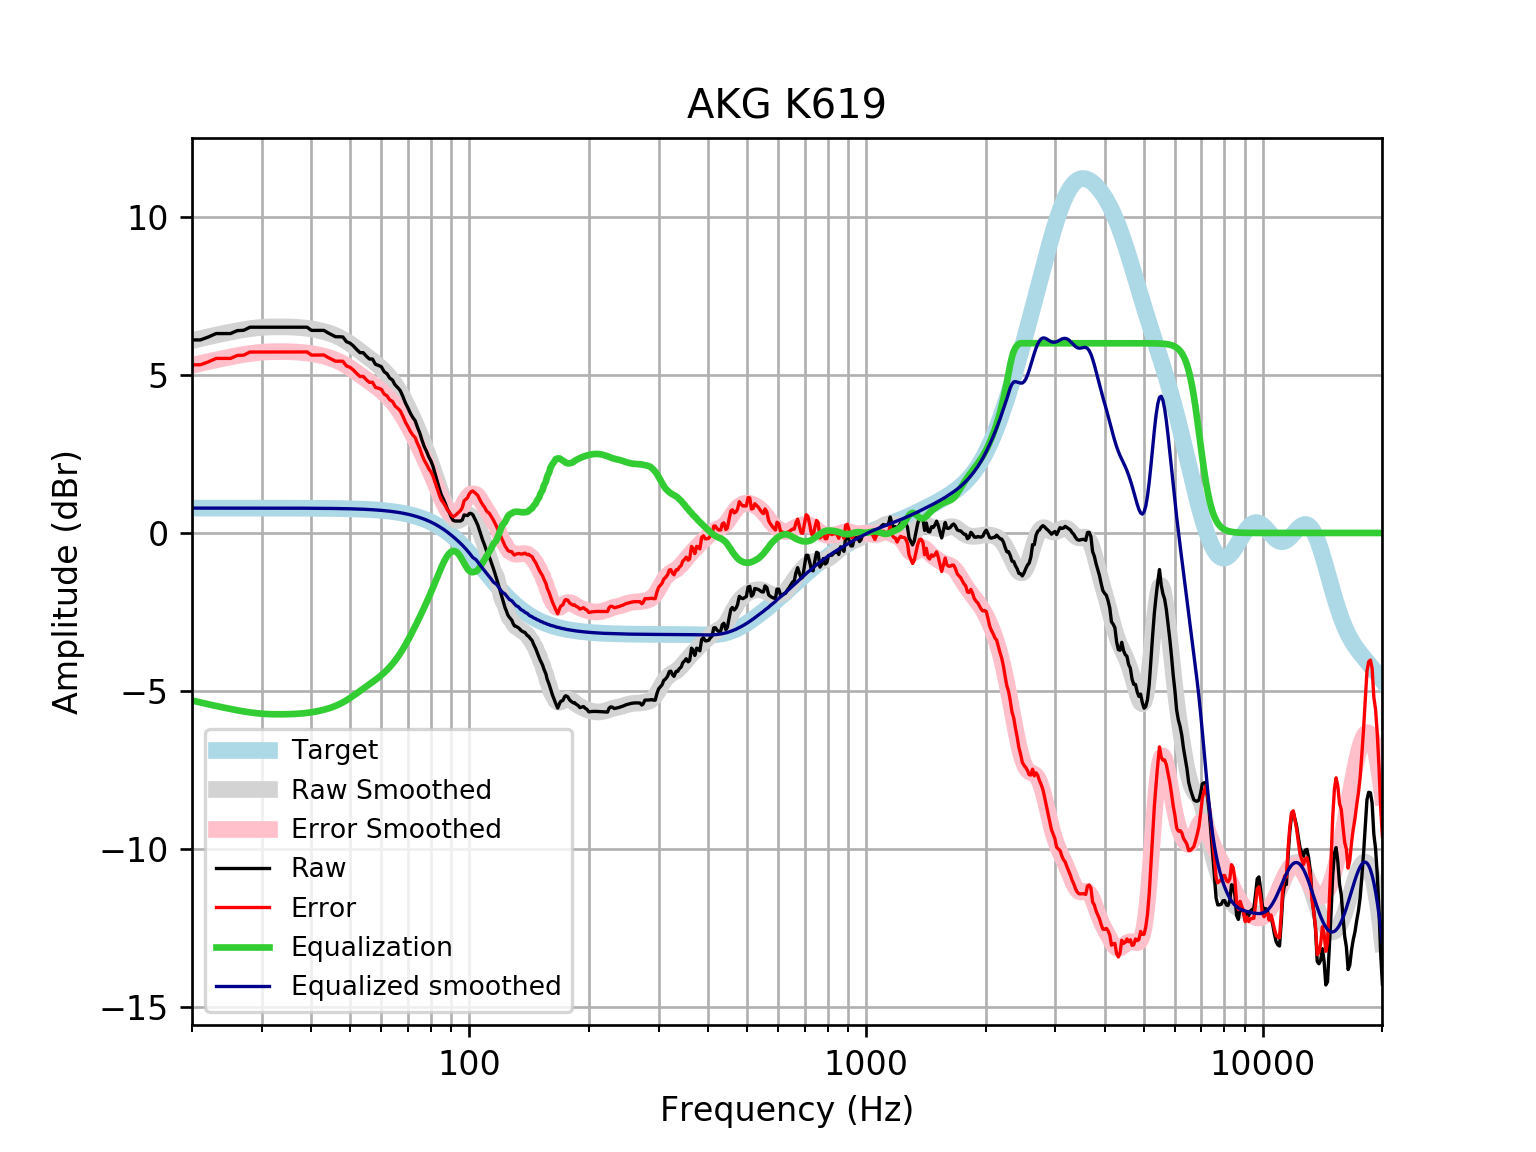 AKG K619
Amplitude (dBr)
10
5
0
−5
−10
−15
Target
Raw Smoothed
Error Smoothed
Raw
Error
Equalization
Equalized smoothed
100
1000
10000
Frequency (Hz)